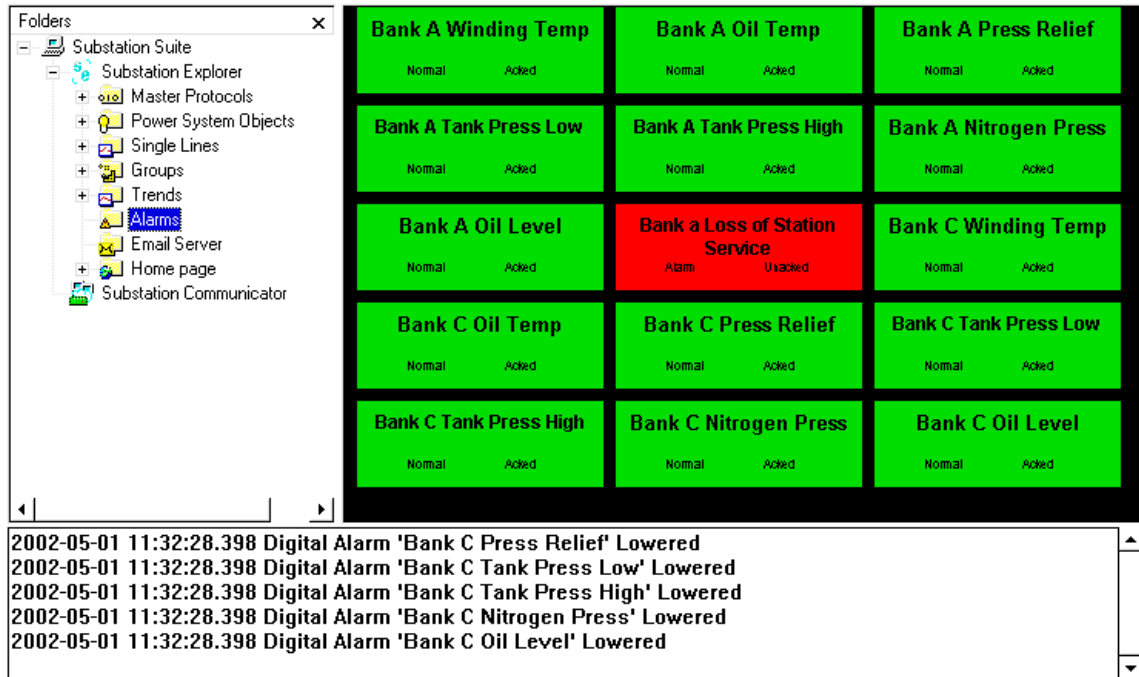 Folders
Substation Suite
Substation Explorer
Master Protocols
Power System Objects
Single Lines
Groups
Trends
Alarms
Email Server
Home page
Substation Communicator
Bank A Winding Temp
Normal Acked
Bank A Oil Temp
Normal Acked
Bank A Press Relief
Normal Acked
Bank A Tank Press Low
Normal Acked
Bank A Tank Press High
Normal Acked
Bank A Nitrogen Press
Normal Acked
Bank A Oil Level
Normal Acked
Bank a Loss of Station
Service
Alarm Unacked
Bank C Winding Temp
Normal Acked
Bank C Oil Temp
Normal Acked
Bank C Press Relief
Normal Acked
Bank C Tank Press Low
Normal Acked
Bank C Tank Press High
Normal Acked
Bank C Nitrogen Press
Normal Acked
Bank C Oil Level
Normal Acked
2002-05-01 11:32:28.398 Digital Alarm 'Bank C Press Relief' Lowered
2002-05-01 11:32:28.398 Digital Alarm 'Bank C Tank Press Low' Lowered
2002-05-01 11:32:28.398 Digital Alarm 'Bank C Tank Press High' Lowered
2002-05-01 11:32:28.398 Digital Alarm 'Bank C Nitrogen Press' Lowered
2002-05-01 11:32:28.398 Digital Alarm 'Bank C Oil Level' Lowered